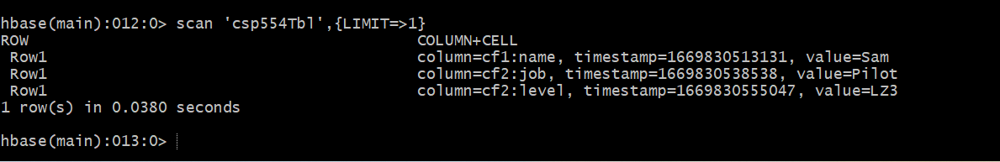 hbase(main):012:0> scan 'csp554Tbl',{LIMIT=>1}
ROW COLUMN+CELL
Row1 column=cf1:name, timestamp=1669830513131, value=Sam
Row1 column=cf2:job, timestamp=1669830538538, value=Pilot
Row1 column=cf2:level, timestamp=1669830555047, value=LZ3
1 row(s) in 0.0380 seconds
hbase(main):013:0>